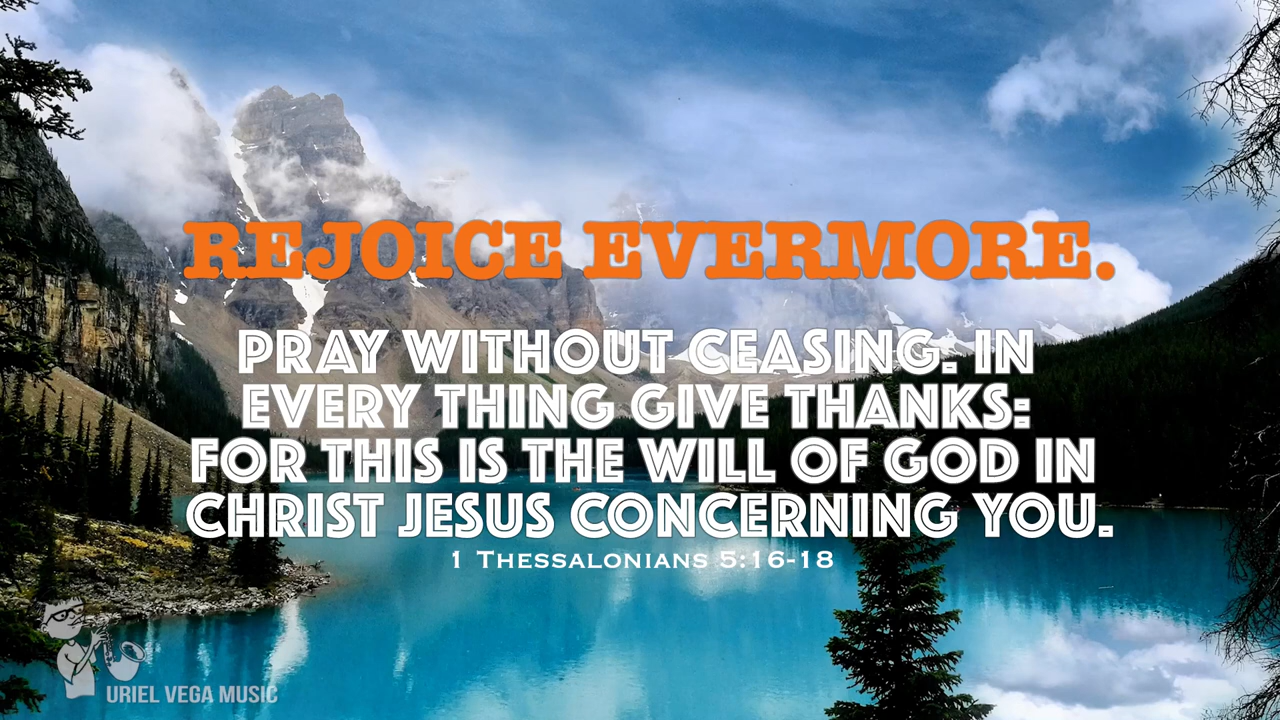 REJOICE EVERMORE.
PRAY WITHOUT CEASING. IN
EVERY THING GIVE THANKS:
FOR THIS IS THE WILL OF GOD IN
CHRIST JESUS CONCERNING YOU.
1 THESSALONIANS 5:16-18
URIEL VEGA MUSIC